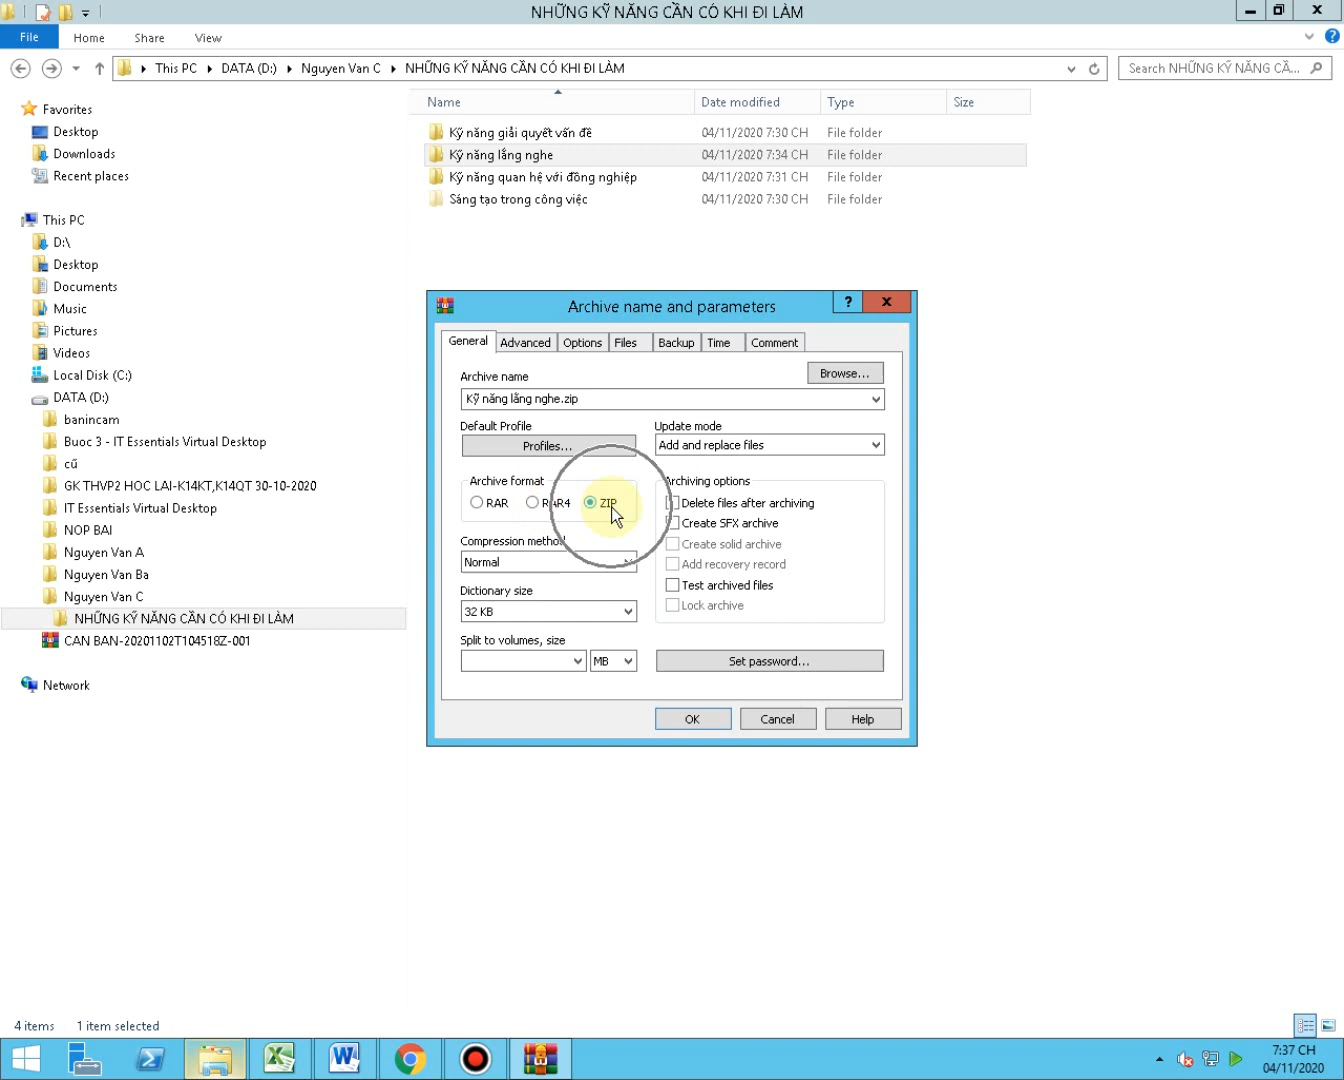 NHỮNG KỸ NĂNG CẦN CÓ KHI ĐI LÀM
File Home Share View
This PC DATA (D:) Nguyen Van C NHỮNG KỸ NĂNG CẦN CÓ KHI ĐI LÀM
Search NHỮNG KỸ NĂNG CẦ...
Favorites
Desktop
Downloads
Recent places
This PC
D:\
Desktop
Documents
Music
Pictures
Videos
Local Disk (C:)
DATA (D:)
banincam
Buoc 3 - IT Essentials Virtual Desktop
cũ
GK THVP2 HOC LAI-K14KT,K14QT 30-10-2020
IT Essentials Virtual Desktop
NOP BAI
Nguyen Van A
Nguyen Van Ba
Nguyen Van C
NHỮNG KỸ NĂNG CẦN CÓ KHI ĐI LÀM
CAN BAN-20201102T104518Z-001
Network
Name Date modified Type Size
Kỹ năng giải quyết vấn đề 04/11/2020 7:30 CH File folder
Kỹ năng lắng nghe 04/11/2020 7:34 CH File folder
Kỹ năng quan hệ với đồng nghiệp 04/11/2020 7:31 CH File folder
Sáng tạo trong công việc 04/11/2020 7:30 CH File folder
Archive name and parameters
General Advanced Options Files Backup Time Comment
Archive name
Browse...
Kỹ năng lắng nghe.zip
Default Profile
Profiles...
Update mode
Add and replace files
Archive format
RAR RAR4 ZIP
Compression method
Normal
Dictionary size
32 KB
Split to volumes, size
MB
Archiving options
Delete files after archiving
Create SFX archive
Create solid archive
Add recovery record
Test archived files
Lock archive
Set password...
OK Cancel Help
4 items 1 item selected
7:37 CH
04/11/2020